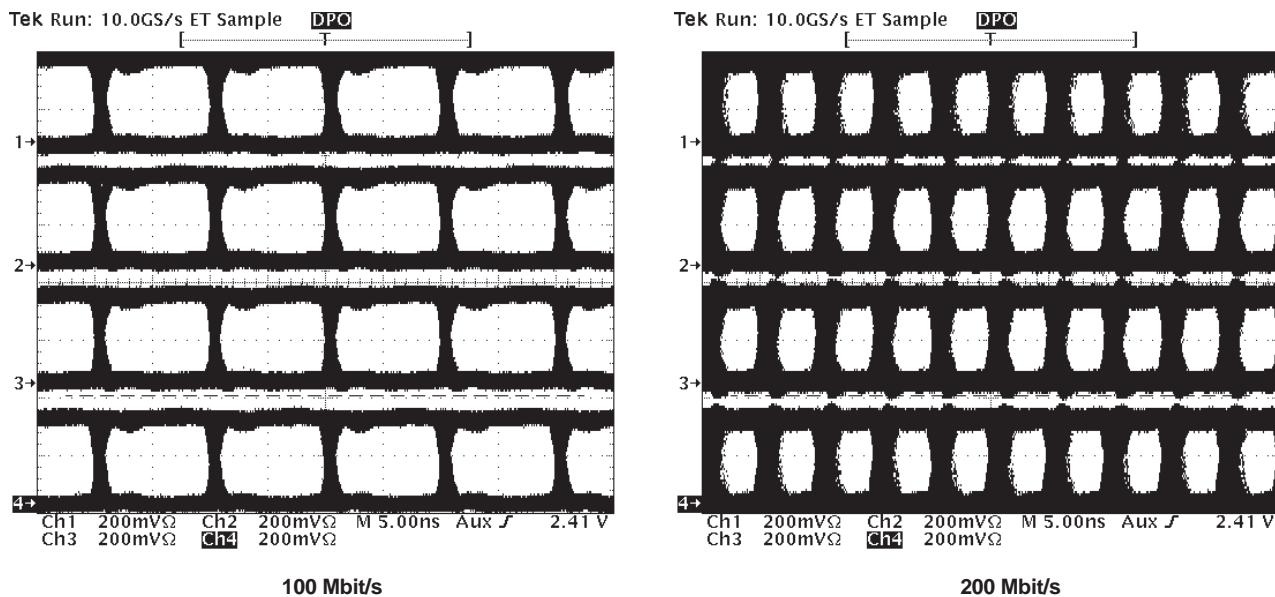 Tek Run: 10.0GS/s ET Sample DPO
[ T ]
1→
2→
3→
4→
Ch1 200mVΩ Ch2 200mVΩ M 5.00ns Aux ƒ 2.41 V
Ch3 200mVΩ Ch4 200mVΩ
100 Mbit/s
Tek Run: 10.0GS/s ET Sample DPO
[ T ]
1→
2→
3→
4→
Ch1 200mVΩ Ch2 200mVΩ M 5.00ns Aux ƒ 2.41 V
Ch3 200mVΩ Ch4 200mVΩ
200 Mbit/s